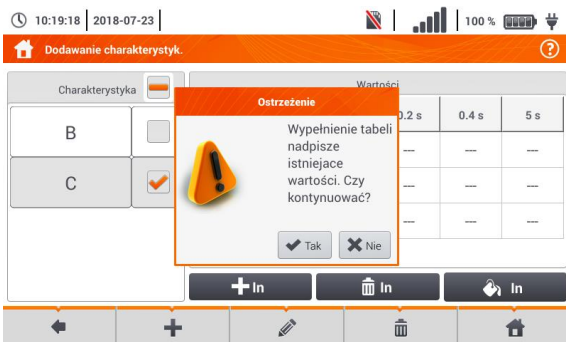 10:19:18 2018-07-23 100 %
Dodawanie charakterystyk. ?
Charakterystyka
Wartości
Ostrzeżenie
0.2 s 0.4 s 5 s
B
C
Wypełnienie tabeli
nadpisze
istniejace
wartości. Czy
kontynuować?
--- --- ---
--- --- ---
--- --- ---
Tak Nie
In In In